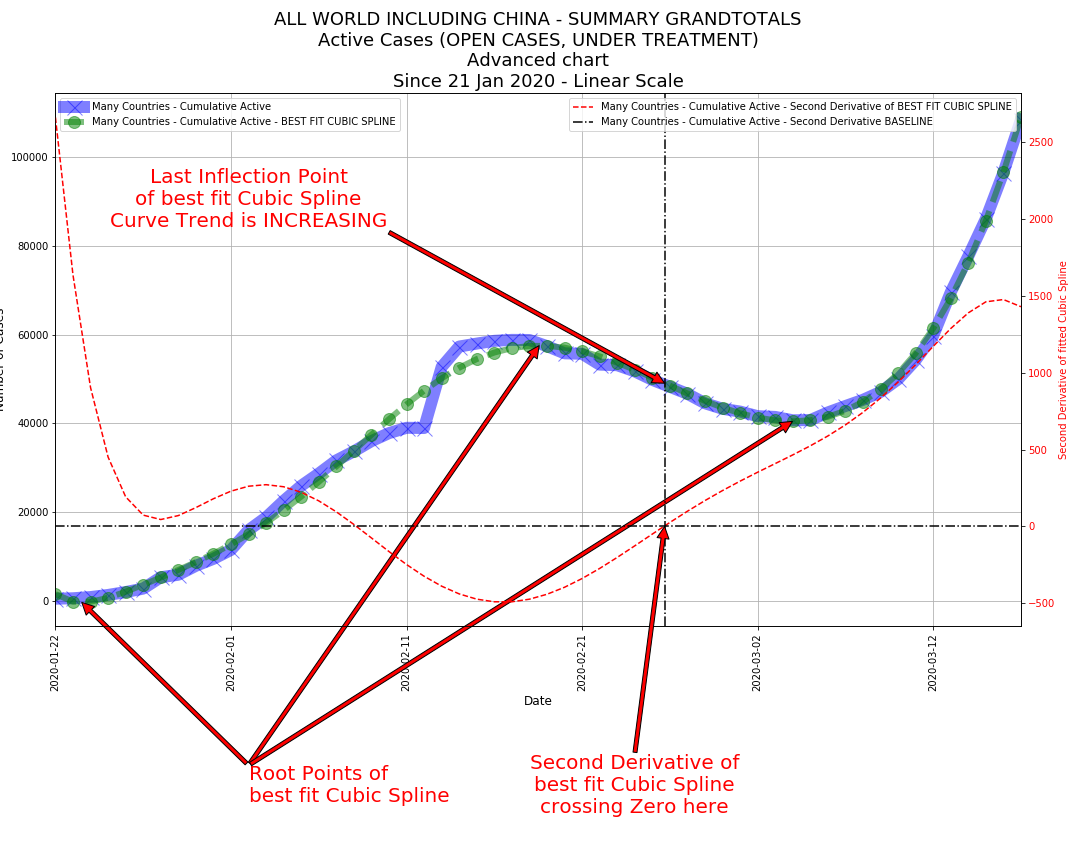 ALL WORLD INCLUDING CHINA - SUMMARY GRANDTOTALS
Active Cases (OPEN CASES, UNDER TREATMENT)
Advanced chart
Since 21 Jan 2020 - Linear Scale
Many Countries - Cumulative Active
Many Countries - Cumulative Active - BEST FIT CUBIC SPLINE
Many Countries - Cumulative Active - Second Derivative of BEST FIT CUBIC SPLINE
Many Countries - Cumulative Active - Second Derivative BASELINE
Last Inflection Point
of best fit Cubic Spline
Curve Trend is INCREASING
100000
80000
60000
40000
20000
0
Number of Cases
2500
2000
1500
1000
500
0
−500
Second Derivative of fitted Cubic Spline
2020-01-22
2020-02-01
2020-02-11
2020-02-21
2020-03-02
2020-03-12
Date
Root Points of
best fit Cubic Spline
Second Derivative of
best fit Cubic Spline
crossing Zero here